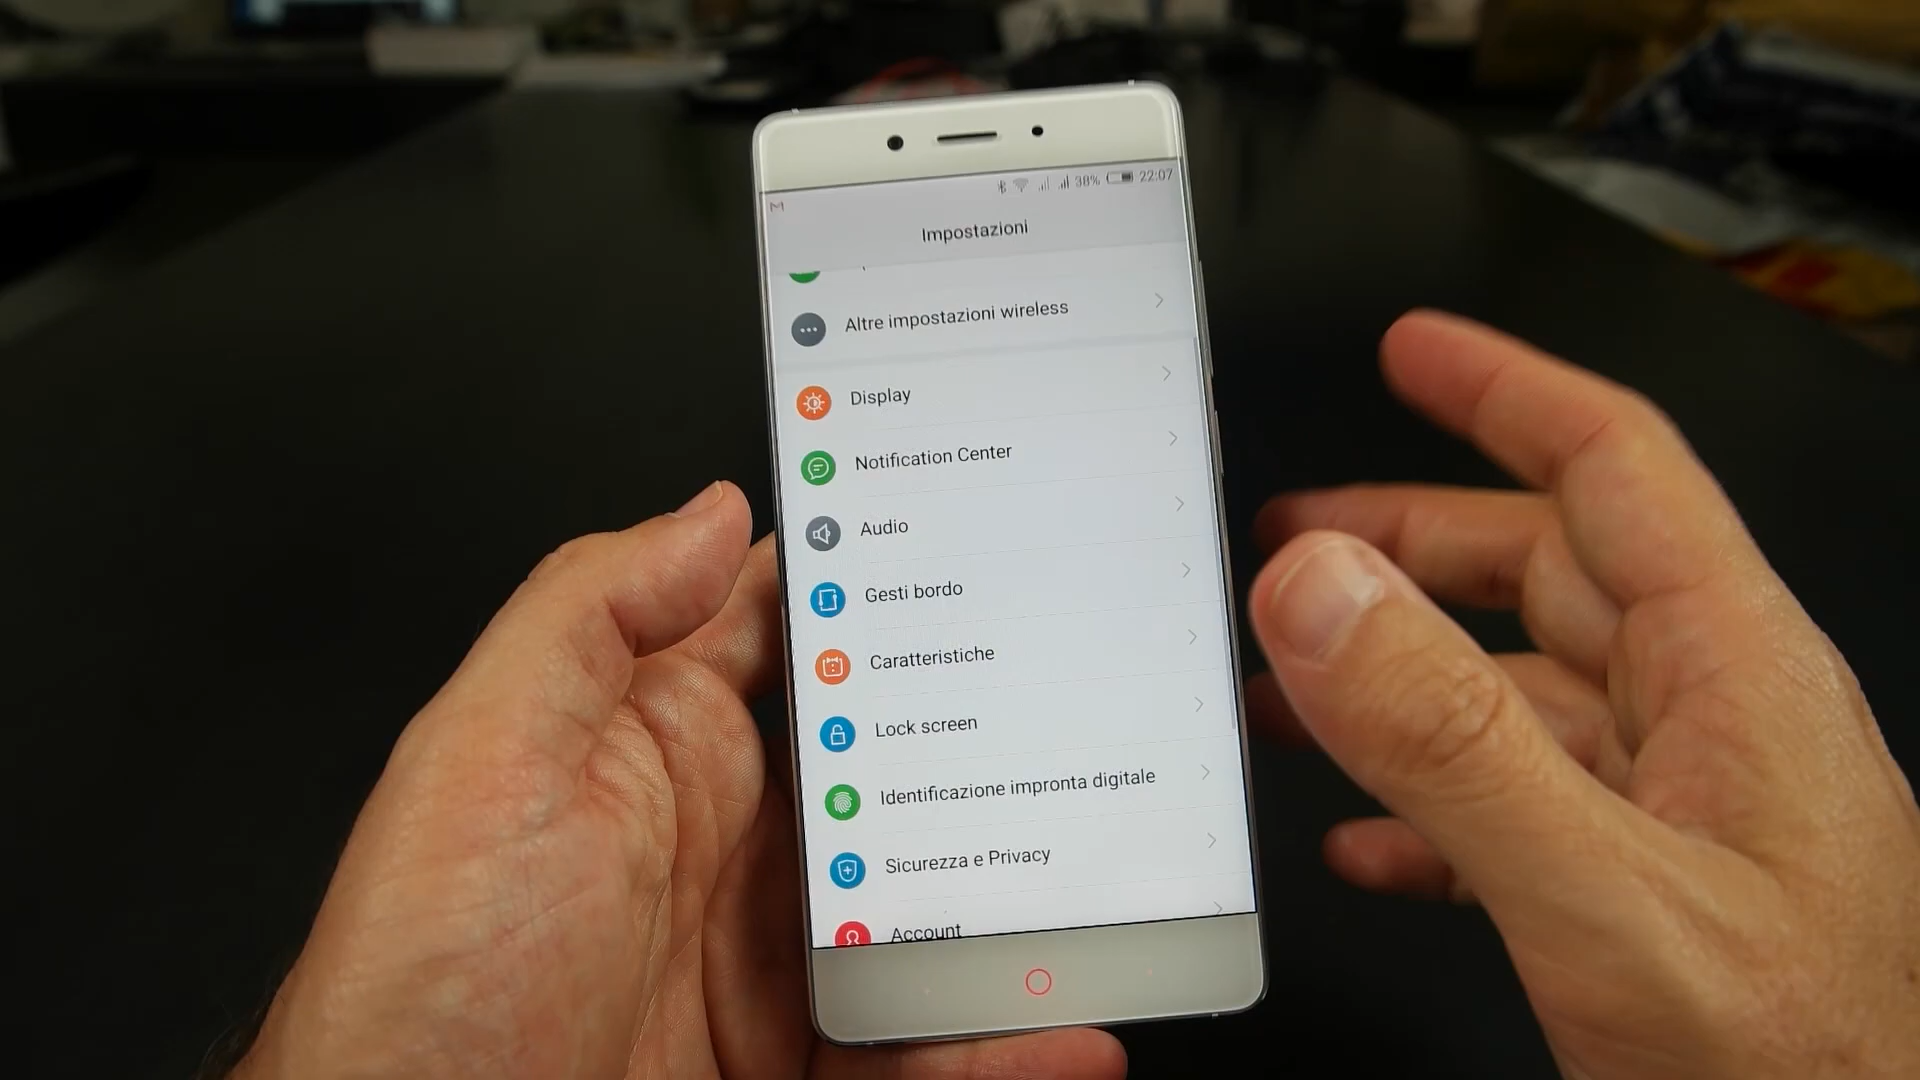 38% 22:07
Impostazioni
Altre impostazioni wireless
Display
Notification Center
Audio
Gesti bordo
Caratteristiche
Lock screen
Identificazione impronta digitale
Sicurezza e Privacy
Account